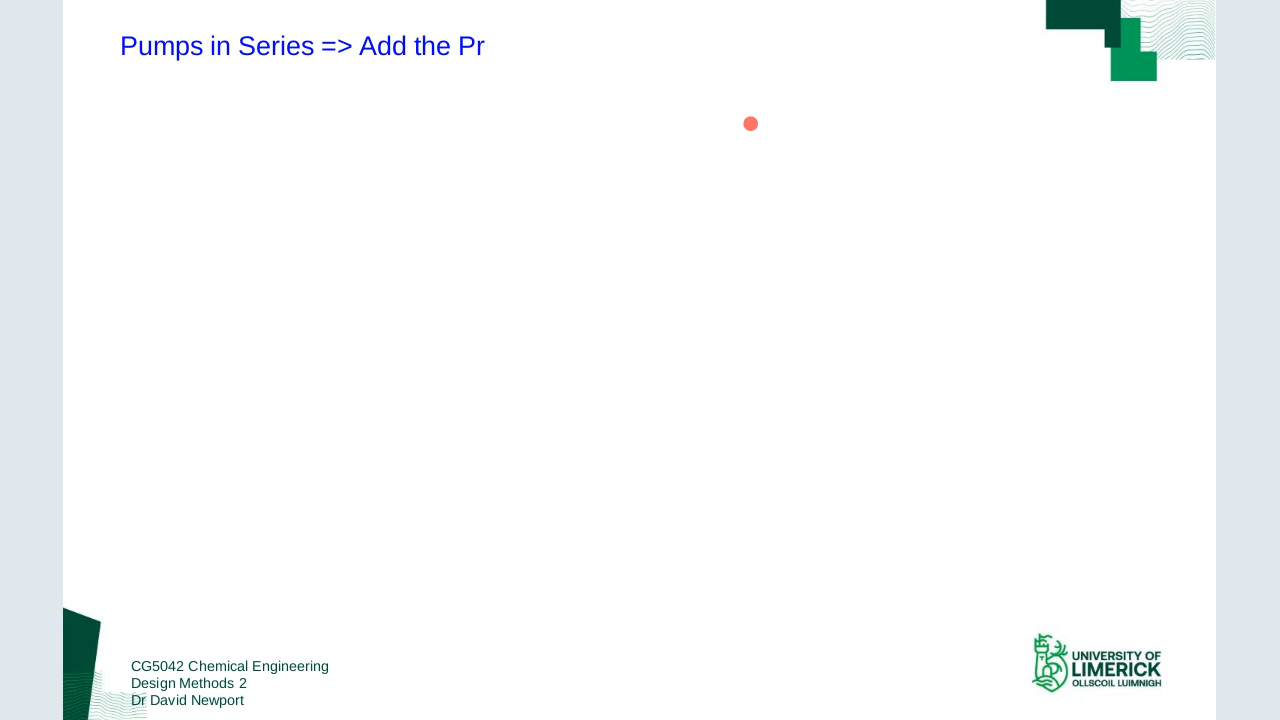 Pumps in Series => Add the Pr
CG5042 Chemical Engineering
Design Methods 2
Dr David Newport
UNIVERSITY OF
LIMERICK
OLLSCOIL LUIMNIGH